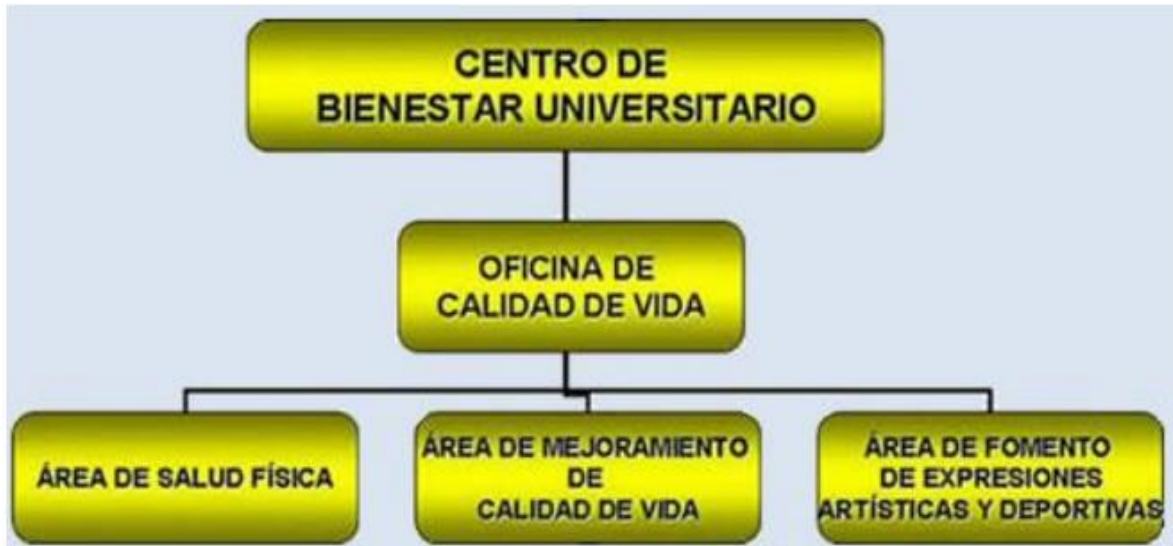 CENTRO DE
BIENESTAR UNIVERSITARIO
OFICINA DE
CALIDAD DE VIDA
ÁREA DE SALUD FÍSICA
ÁREA DE MEJORAMIENTO
DE
CALIDAD DE VIDA
ÁREA DE FOMENTO
DE EXPRESIONES
ARTÍSTICAS Y DEPORTIVAS